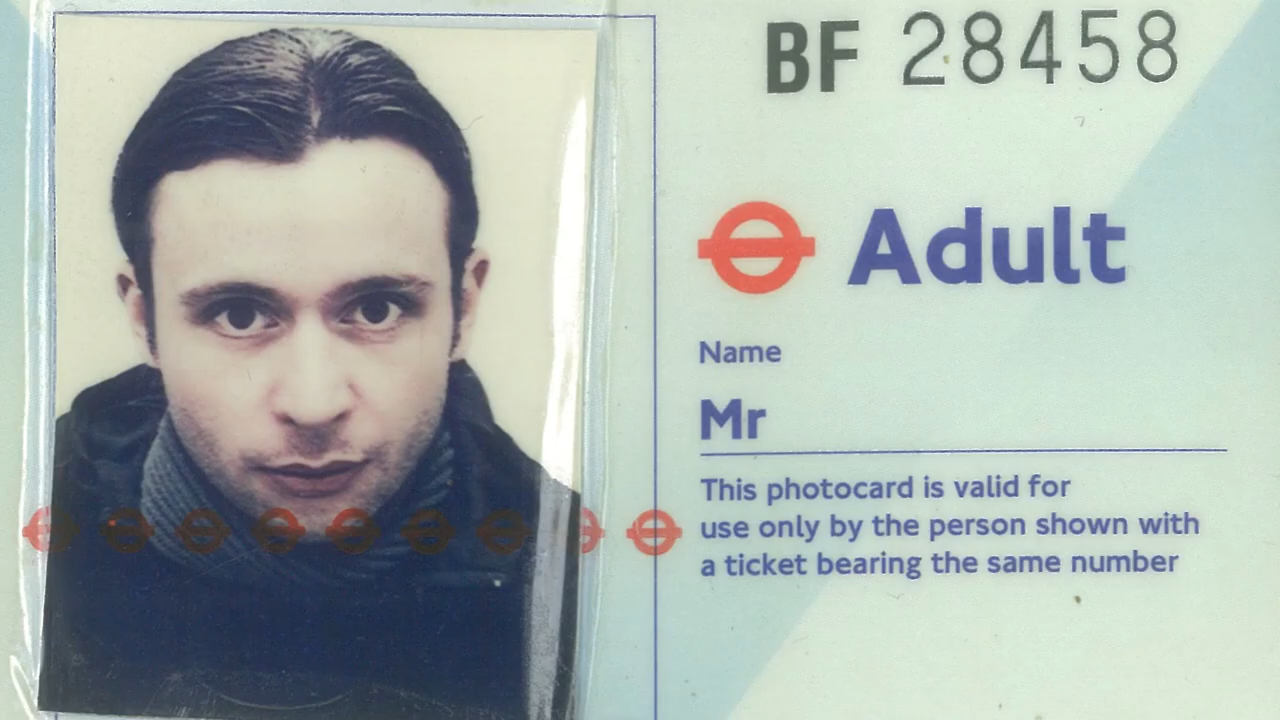 BF 28458
Adult
Name
Mr
This photocard is valid for
use only by the person shown with
a ticket bearing the same number